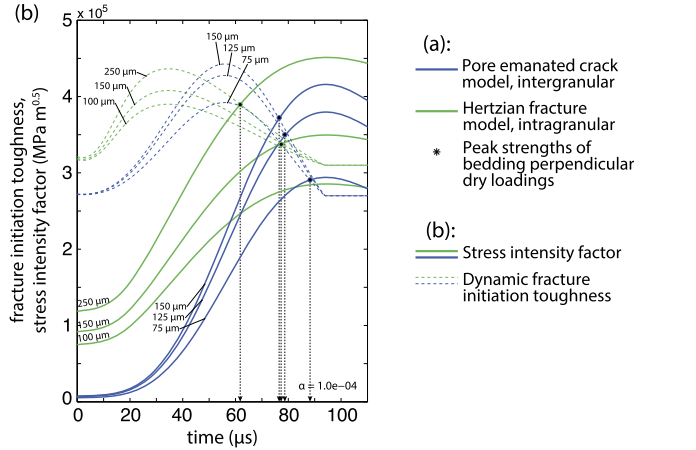 (b)
5 x 10⁵
4
3
2
1
0
fracture initiation toughness,
stress intensity factor (MPa m⁰·⁵)
250 µm
150 µm
100 µm
150 µm
125 µm
75 µm
250 µm
150 µm
100 µm
150 µm
125 µm
75 µm
α = 1.0e−04
0 20 40 60 80 100
time (µs)
(a):
Pore emanated crack
model, intergranular
Hertzian fracture
model, intragranular
Peak strengths of
bedding perpendicular
dry loadings
(b):
Stress intensity factor
Dynamic fracture
initiation toughness